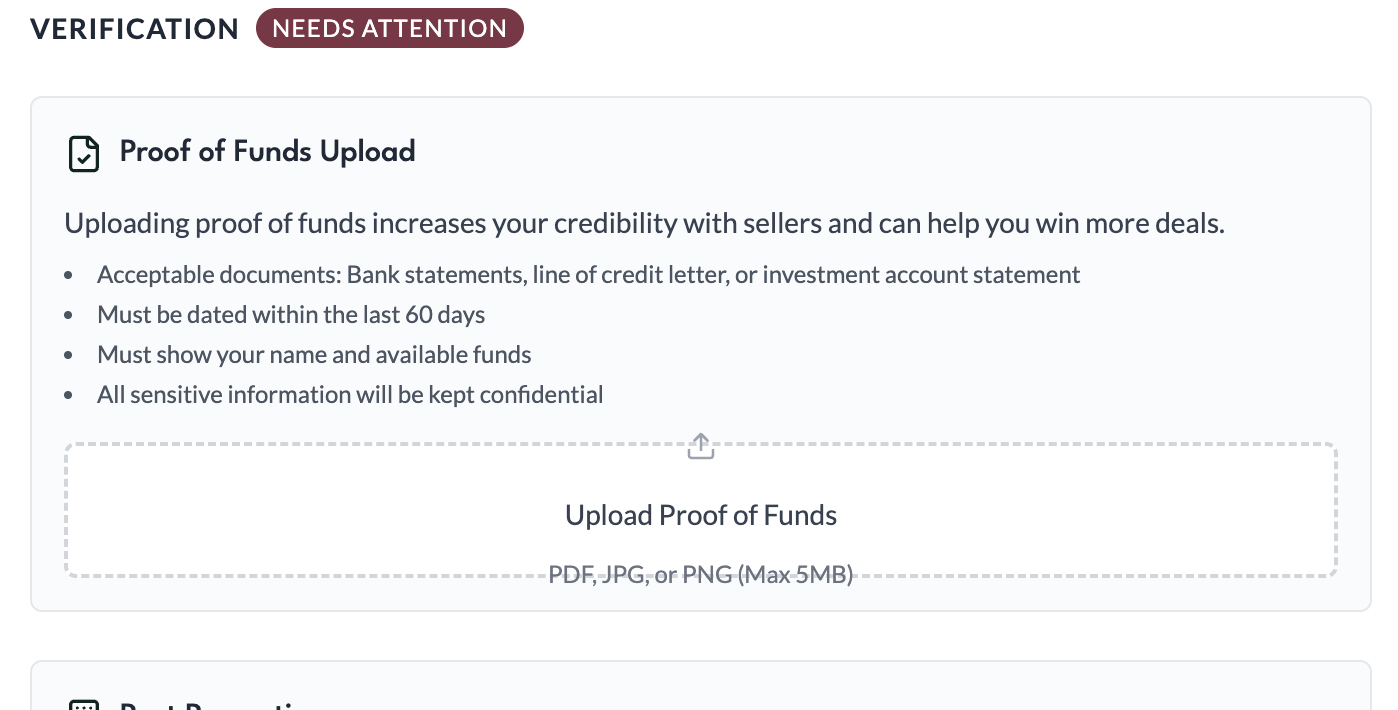 VERIFICATION NEEDS ATTENTION
Proof of Funds Upload
Uploading proof of funds increases your credibility with sellers and can help you win more deals.
• Acceptable documents: Bank statements, line of credit letter, or investment account statement
• Must be dated within the last 60 days
• Must show your name and available funds
• All sensitive information will be kept confidential
Upload Proof of Funds
PDF, JPG, or PNG (Max 5MB)